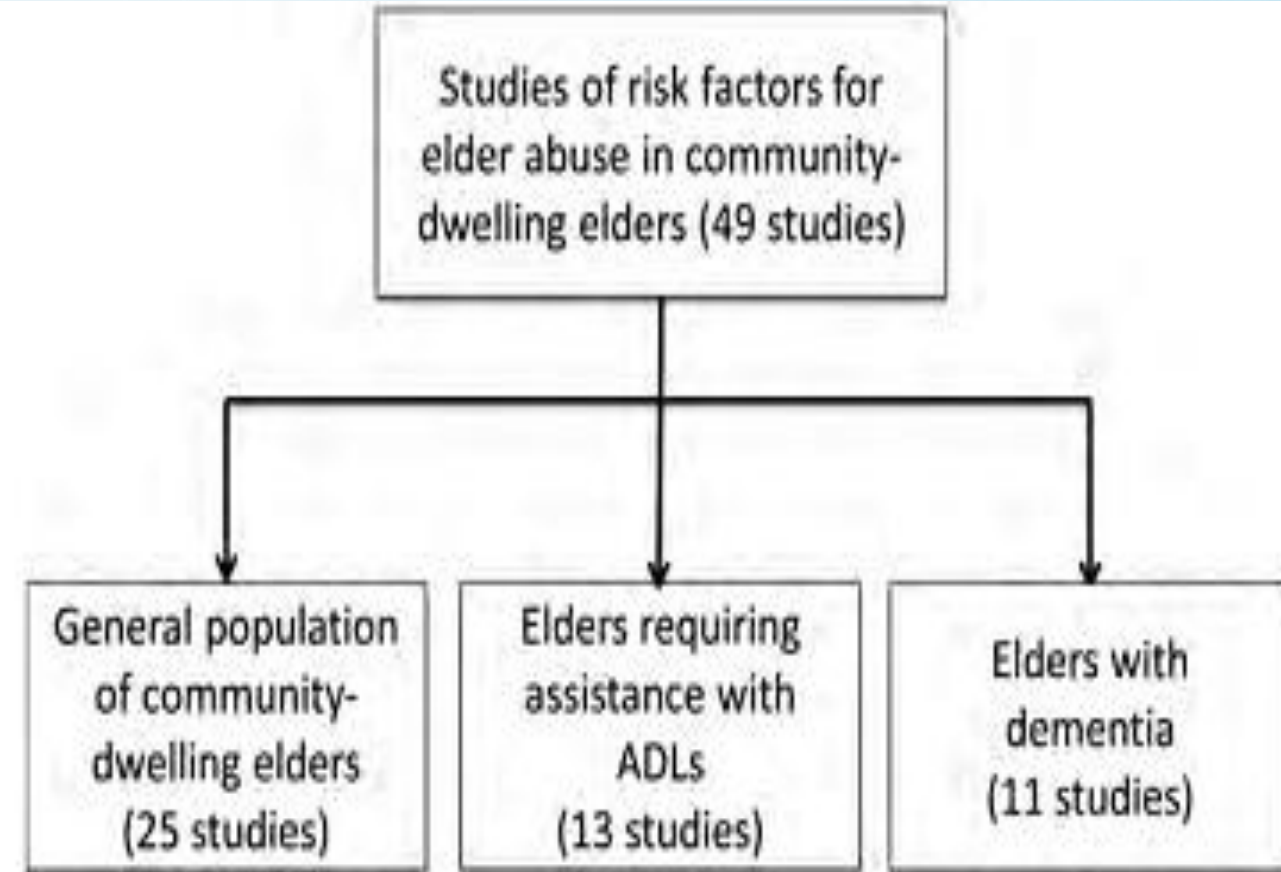 Studies of risk factors for
elder abuse in community-
dwelling elders (49 studies)
General population
of community-
dwelling elders
(25 studies)
Elders requiring
assistance with
ADLs
(13 studies)
Elders with
dementia
(11 studies)